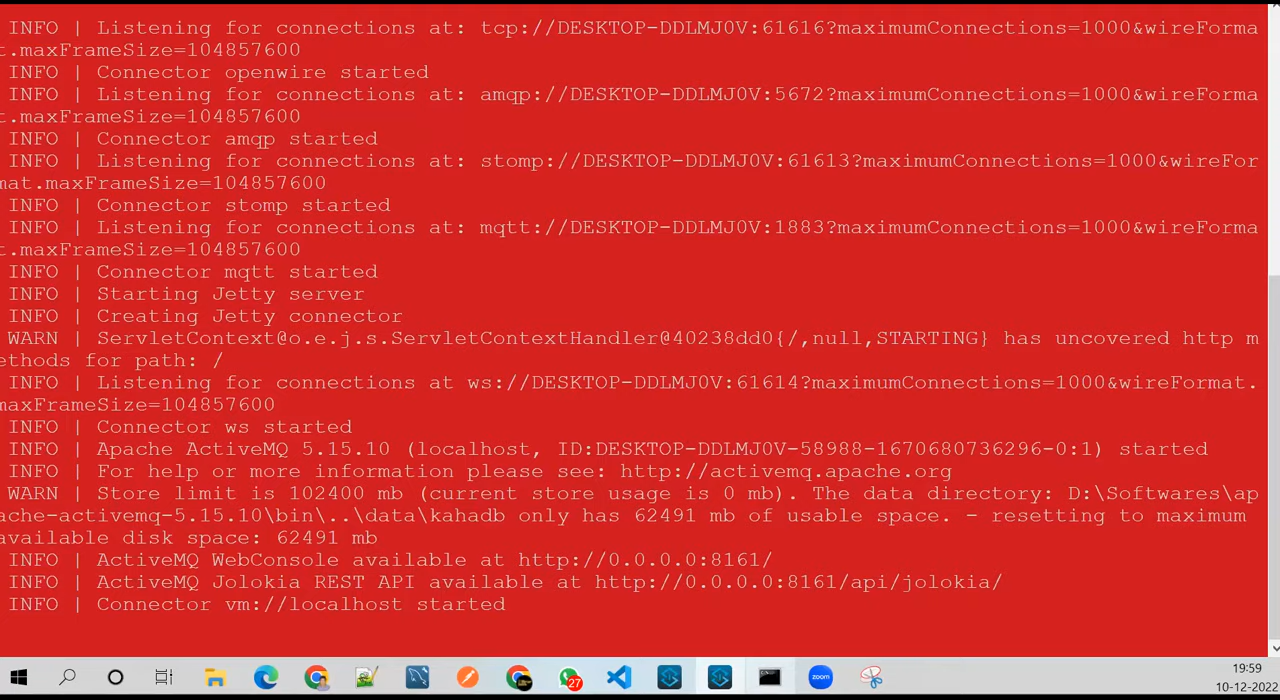 INFO | Listening for connections at: tcp://DESKTOP-DDLMJ0V:61616?maximumConnections=1000&wireForma
t.maxFrameSize=104857600
INFO | Connector openwire started
INFO | Listening for connections at: amqp://DESKTOP-DDLMJ0V:5672?maximumConnections=1000&wireForma
t.maxFrameSize=104857600
INFO | Connector amqp started
INFO | Listening for connections at: stomp://DESKTOP-DDLMJ0V:61613?maximumConnections=1000&wireFor
mat.maxFrameSize=104857600
INFO | Connector stomp started
INFO | Listening for connections at: mqtt://DESKTOP-DDLMJ0V:1883?maximumConnections=1000&wireForma
t.maxFrameSize=104857600
INFO | Connector mqtt started
INFO | Starting Jetty server
INFO | Creating Jetty connector
WARN | ServletContext@o.e.j.s.ServletContextHandler@40238dd0{/,null,STARTING} has uncovered http m
ethods for path: /
INFO | Listening for connections at ws://DESKTOP-DDLMJ0V:61614?maximumConnections=1000&wireFormat.
maxFrameSize=104857600
INFO | Connector ws started
INFO | Apache ActiveMQ 5.15.10 (localhost, ID:DESKTOP-DDLMJ0V-58988-1670680736296-0:1) started
INFO | For help or more information please see: http://activemq.apache.org
WARN | Store limit is 102400 mb (current store usage is 0 mb). The data directory: D:\Softwares\ap
ache-activemq-5.15.10\bin\..\data\kahadb only has 62491 mb of usable space. - resetting to maximum
available disk space: 62491 mb
INFO | ActiveMQ WebConsole available at http://0.0.0.0:8161/
INFO | ActiveMQ Jolokia REST API available at http://0.0.0.0:8161/api/jolokia/
INFO | Connector vm://localhost started
27
zoom
19:59
10-12-2022